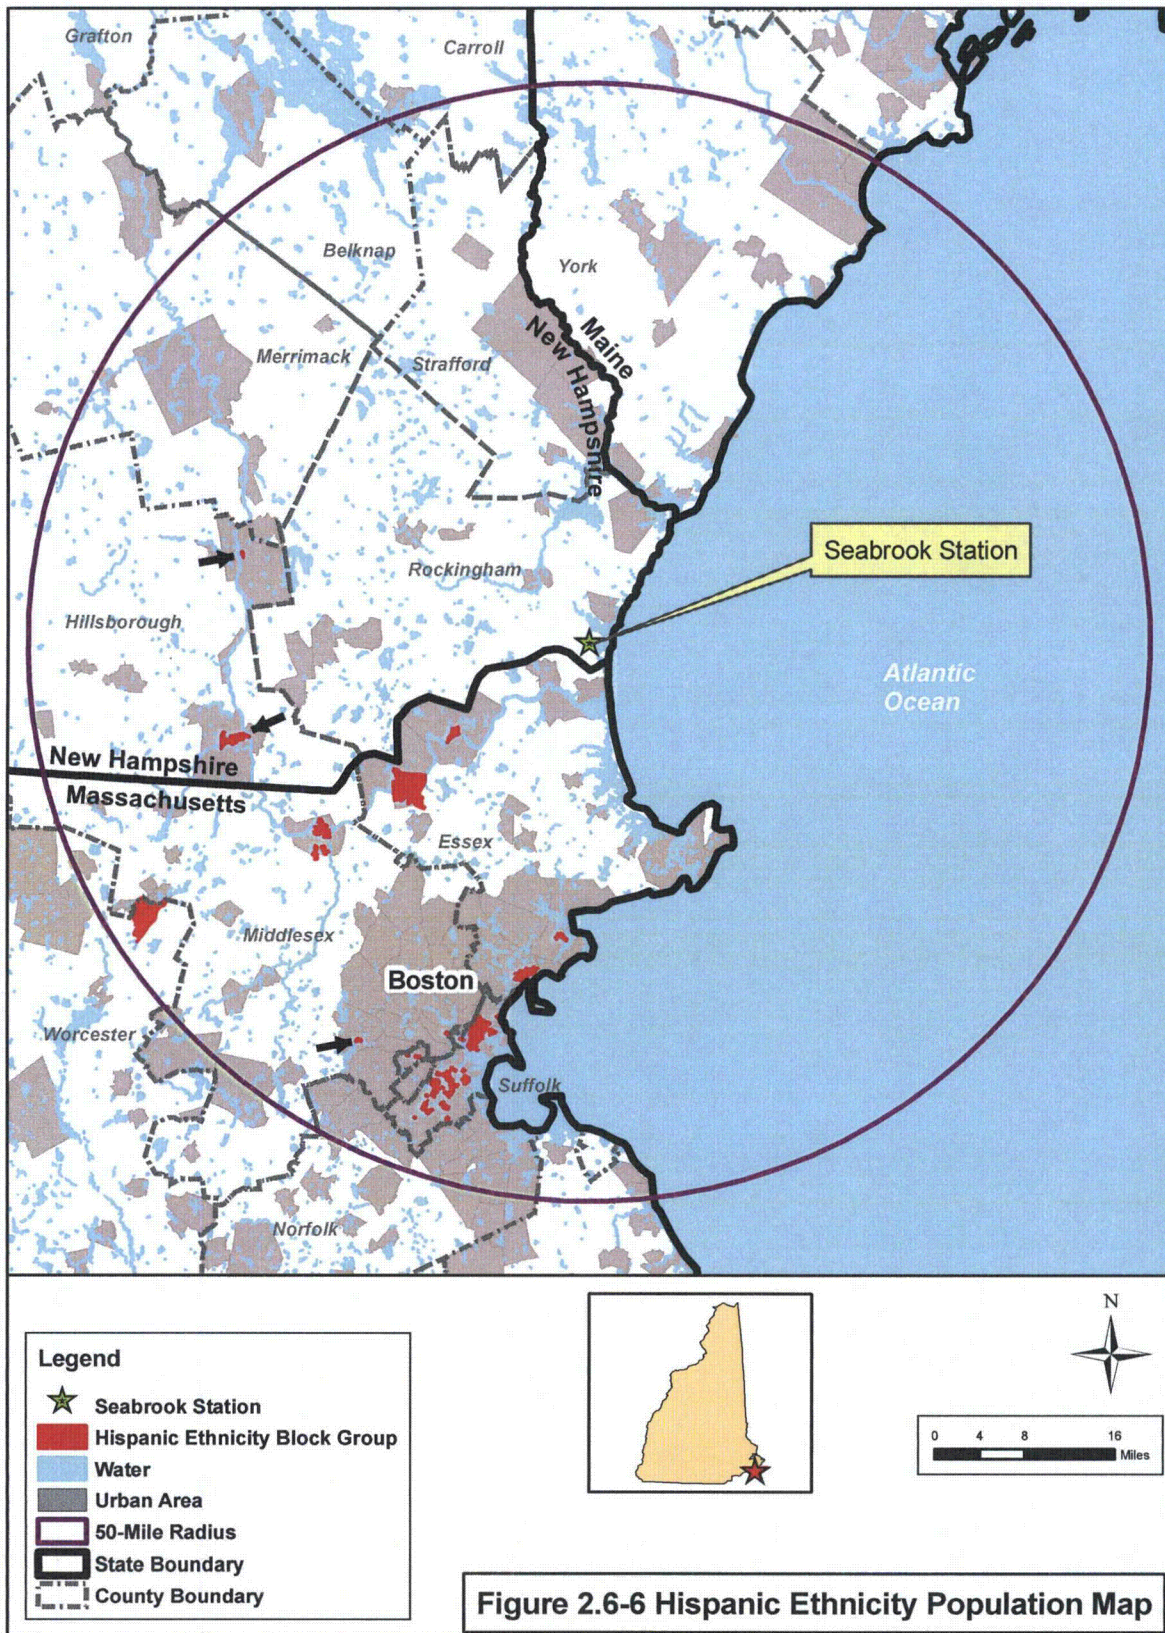 Grafton
Carroll
Belknap
York
Maine
New Hampshire
Merrimack
Strafford
Seabrook Station
Rockingham
Hillsborough
Atlantic
Ocean
New Hampshire
Massachusetts
Essex
Middlesex
Boston
Worcester
Suffolk
Norfolk
Legend
Seabrook Station
Hispanic Ethnicity Block Group
Water
Urban Area
50-Mile Radius
State Boundary
County Boundary
N
0 4 8 16
Miles
Figure 2.6-6 Hispanic Ethnicity Population Map